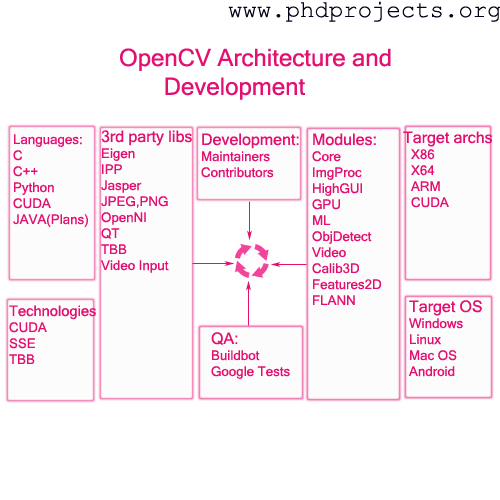 www.phdprojects.org
OpenCV Architecture and
Development
Languages:
C
C++
Python
CUDA
JAVA(Plans)
3rd party libs
Eigen
IPP
Jasper
JPEG,PNG
OpenNI
QT
TBB
Video Input
Development:
Maintainers
Contributors
Modules:
Core
ImgProc
HighGUI
GPU
ML
ObjDetect
Video
Calib3D
Features2D
FLANN
Target archs
X86
X64
ARM
CUDA
Technologies
CUDA
SSE
TBB
QA:
Buildbot
Google Tests
Target OS
Windows
Linux
Mac OS
Android